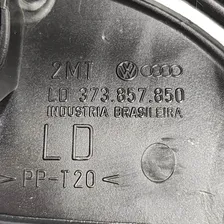 2MT
LD 373.857.850
INDUSTRIA BRASILEIRA
LD
>PP-T20<